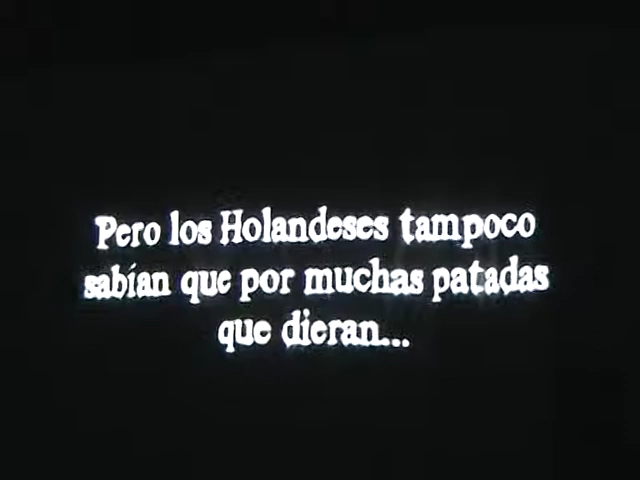 Pero los Holandeses tampoco
sabían que por muchas patadas
que dieran...